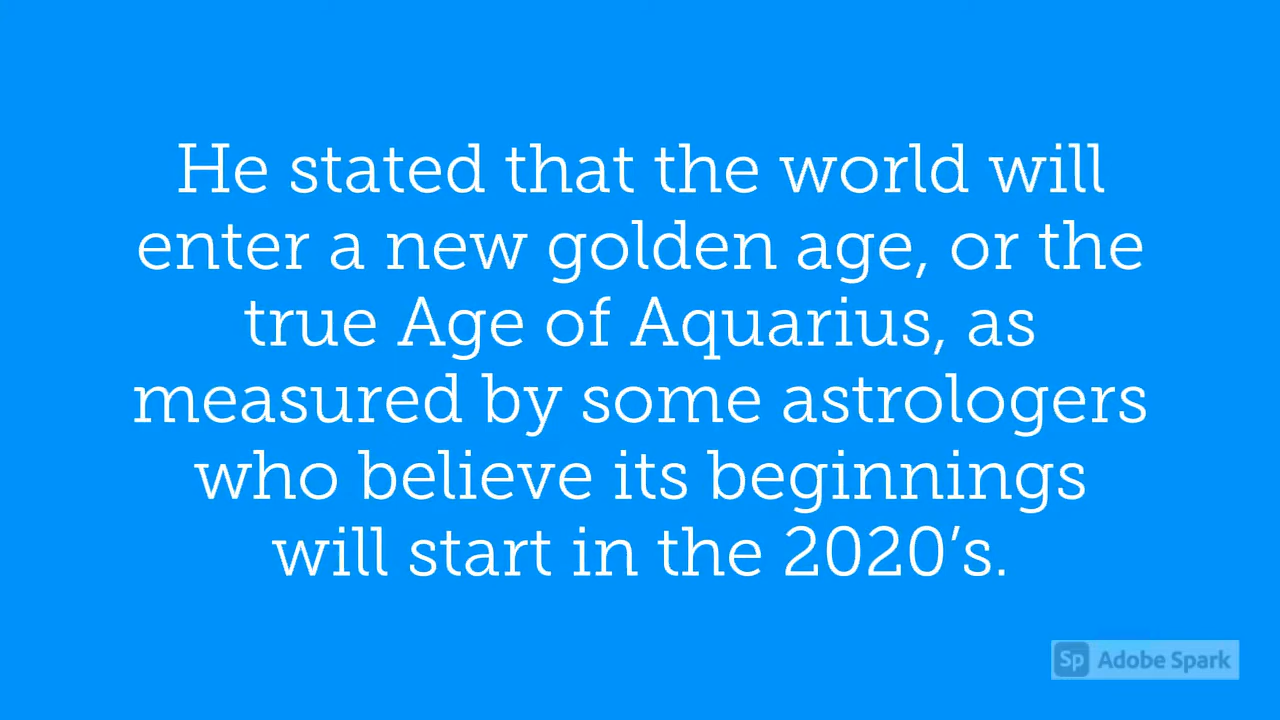 He stated that the world will
enter a new golden age, or the
true Age of Aquarius, as
measured by some astrologers
who believe its beginnings
will start in the 2020’s.
Sp Adobe Spark